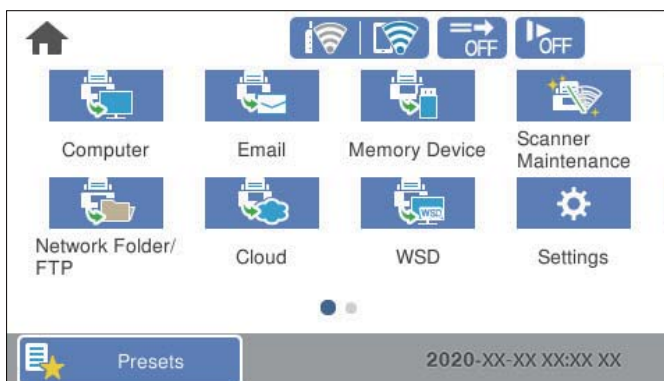 OFF
OFF
Computer
Email
Memory Device
Scanner
Maintenance
WSD
Network Folder/
FTP
Cloud
WSD
Settings
Presets
2020-XX-XX XX:XX XX